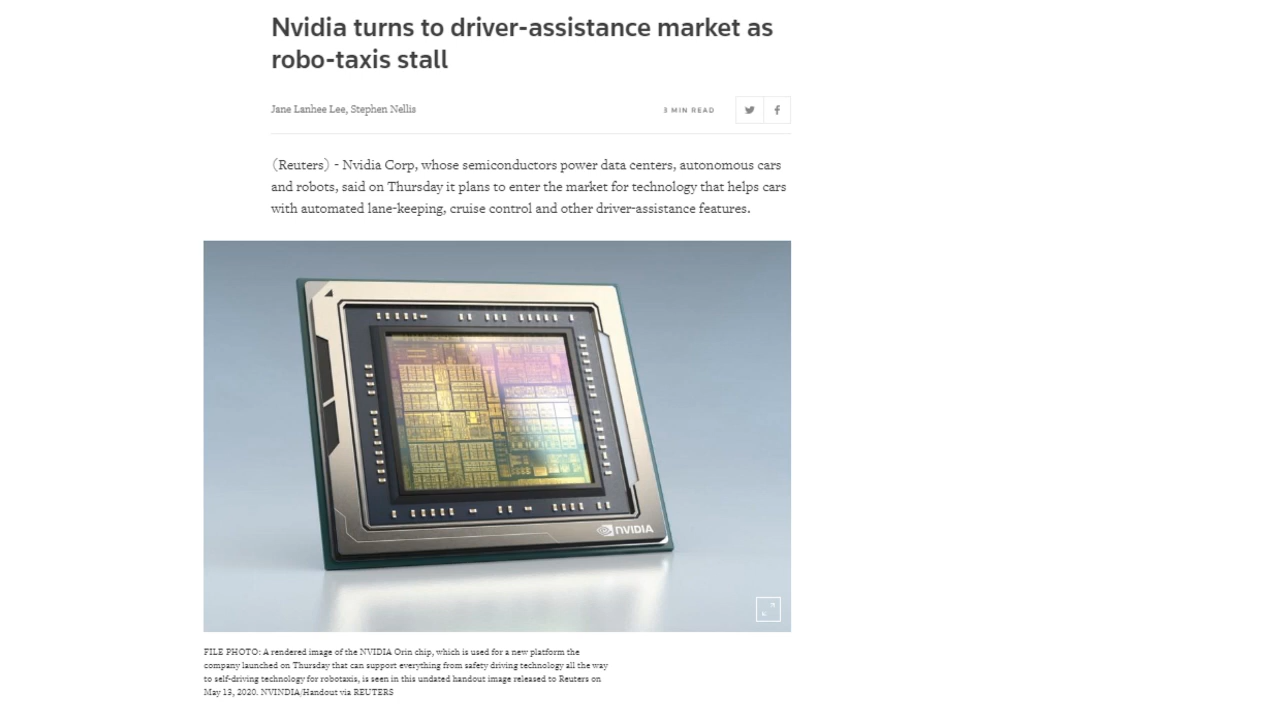 Nvidia turns to driver-assistance market as
robo-taxis stall
Jane Lanhee Lee, Stephen Nellis
3 MIN READ
(Reuters) - Nvidia Corp, whose semiconductors power data centers, autonomous cars
and robots, said on Thursday it plans to enter the market for technology that helps cars
with automated lane-keeping, cruise control and other driver-assistance features.
NVIDIA
FILE PHOTO: A rendered image of the NVIDIA Orin chip, which is used for a new platform the
company launched on Thursday that can support everything from safety driving technology all the way
to self-driving technology for robotaxis, is seen in this undated handout image released to Reuters on
May 13, 2020. NVINDIA/Handout via REUTERS